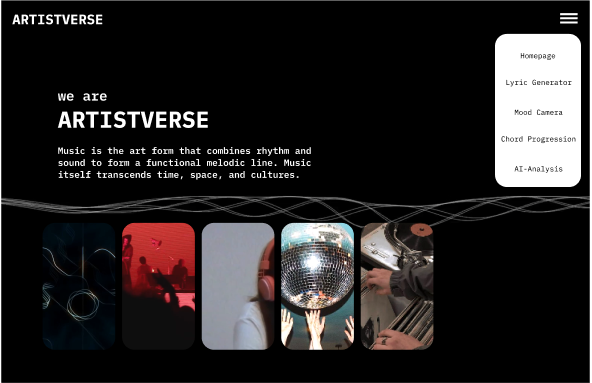 ARTISTVERSE
Homepage
Lyric Generator
Mood Camera
Chord Progression
AI-Analysis
we are
ARTISTVERSE
Music is the art form that combines rhythm and
sound to form a functional melodic line. Music
itself transcends time, space, and cultures.